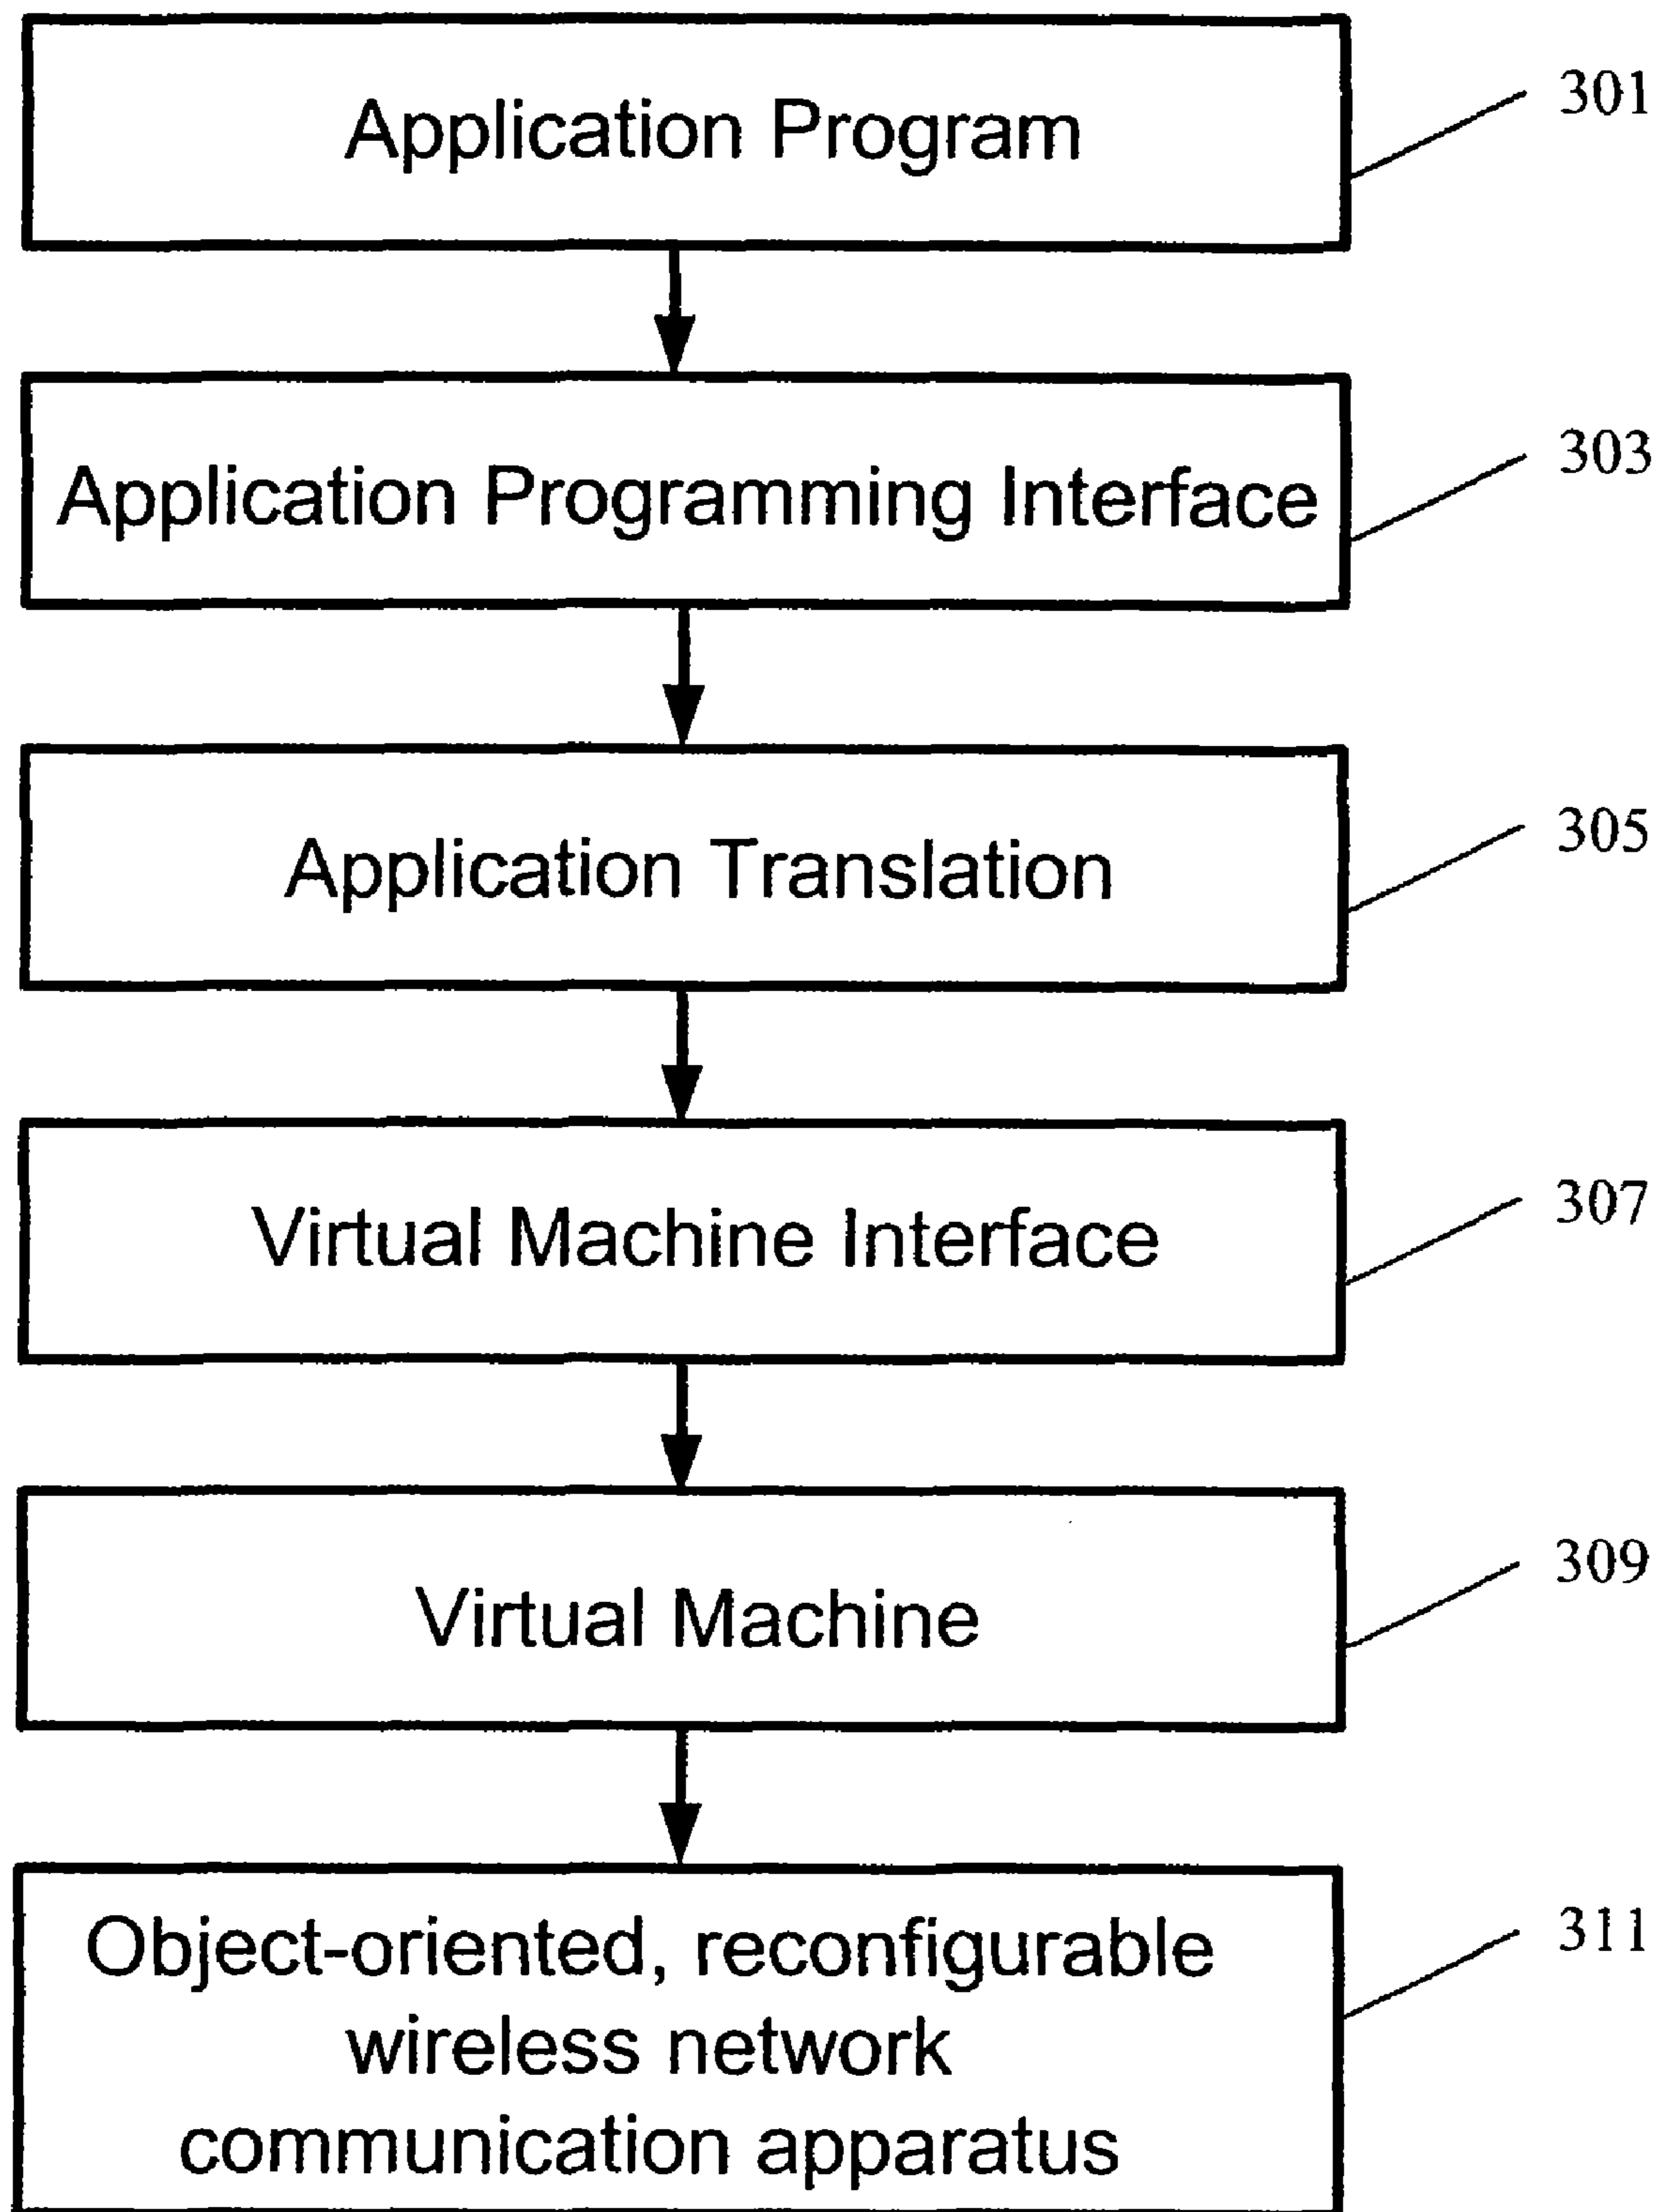 Application Program
301
Application Programming Interface
303
Application Translation
305
Virtual Machine Interface
307
Virtual Machine
309
Object-oriented, reconfigurable
wireless network
communication apparatus
311